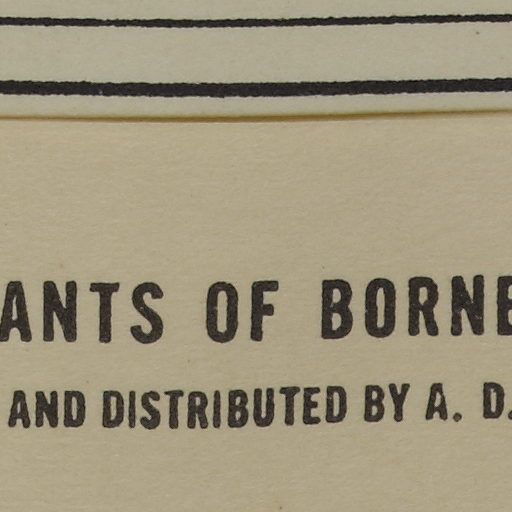 ANTS OF BORNE
AND DISTRIBUTED BY A. D.